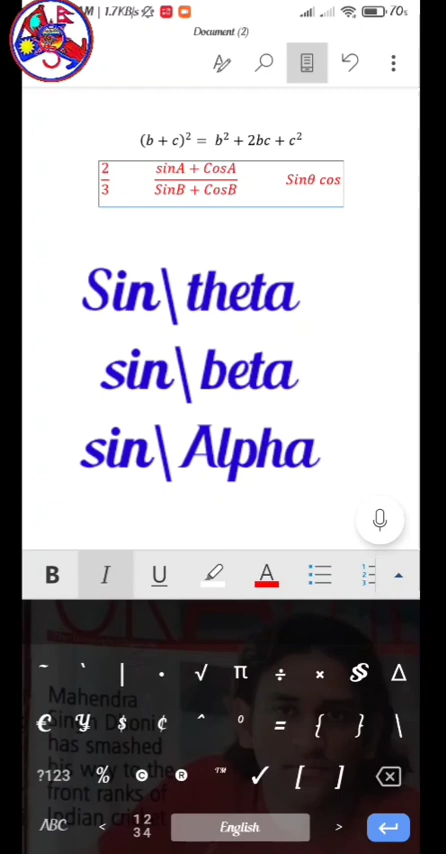 AM | 1.7KB/s 70%
Document (2)
(b + c)² = b² + 2bc + c²
2/3 (sinA + CosA)/(SinB + CosB) Sinθ cos
Sin\theta
sin\beta
sin\Alpha
B I U A
~ ` | • √ π ÷ × § Δ
€ ¥ $ ¢ ^ ° = { } \
Mahendra
Singh Dhoni
has smashed
his way to the
front ranks of
Indian cricket
?123 % © ® ™ ✓ [ ]
ABC < 12 34 English >